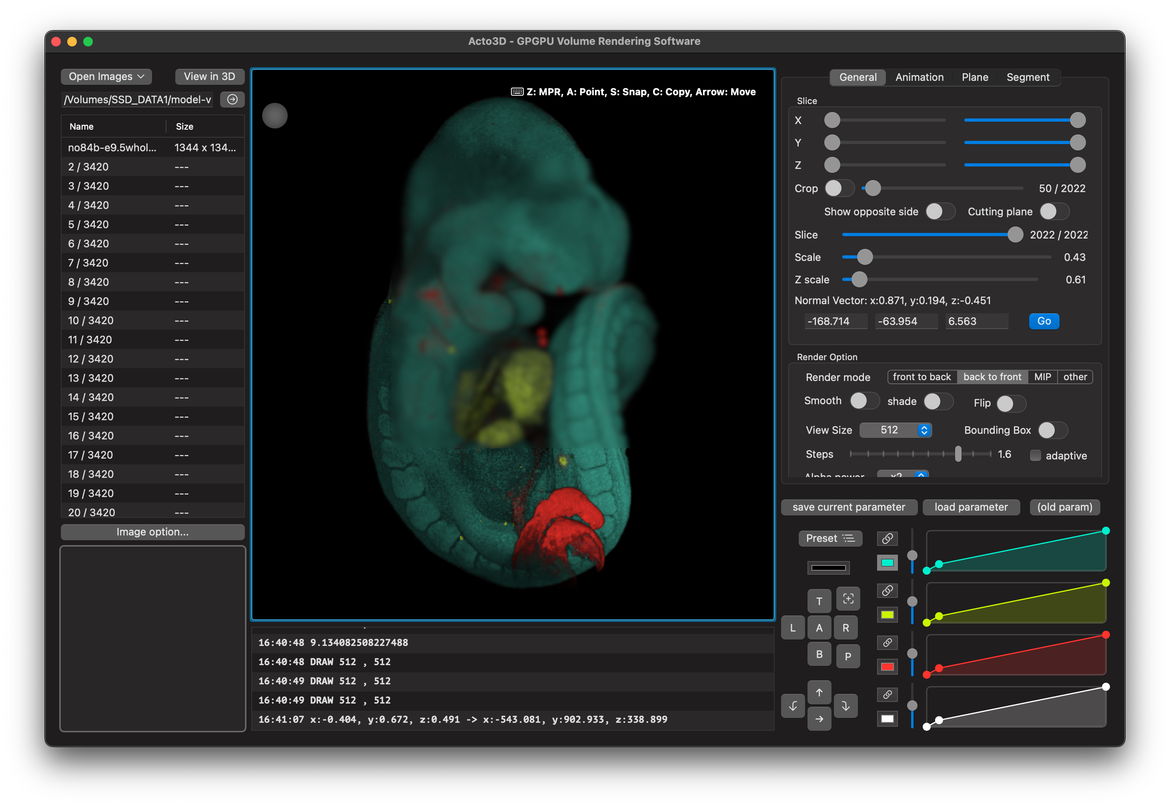 Acto3D - GPGPU Volume Rendering Software
Open Images
View in 3D
/Volumes/SSD_DATA1/model-v
Name Size
no84b-e9.5whol... 1344 x 134...
2 / 3420 ---
3 / 3420 ---
4 / 3420 ---
5 / 3420 ---
6 / 3420 ---
7 / 3420 ---
8 / 3420 ---
9 / 3420 ---
10 / 3420 ---
11 / 3420 ---
12 / 3420 ---
13 / 3420 ---
14 / 3420 ---
15 / 3420 ---
16 / 3420 ---
17 / 3420 ---
18 / 3420 ---
19 / 3420 ---
20 / 3420 ---
Image option...
Z: MPR, A: Point, S: Snap, C: Copy, Arrow: Move
16:40:48 9.134082508227488
16:40:48 DRAW 512 , 512
16:40:49 DRAW 512 , 512
16:40:49 DRAW 512 , 512
16:41:07 x:-0.404, y:0.672, z:0.491 -> x:-543.081, y:902.933, z:338.899
General Animation Plane Segment
Slice
X
Y
Z
Crop 50 / 2022
Show opposite side Cutting plane
Slice 2022 / 2022
Scale 0.43
Z scale 0.61
Normal Vector: x:0.871, y:0.194, z:-0.451
-168.714 -63.954 6.563 Go
Render Option
Render mode front to back back to front MIP other
Smooth shade Flip
View Size 512 Bounding Box
Steps 1.6 adaptive
Alpha power x2
save current parameter load parameter (old param)
Preset
T
L A R
B P